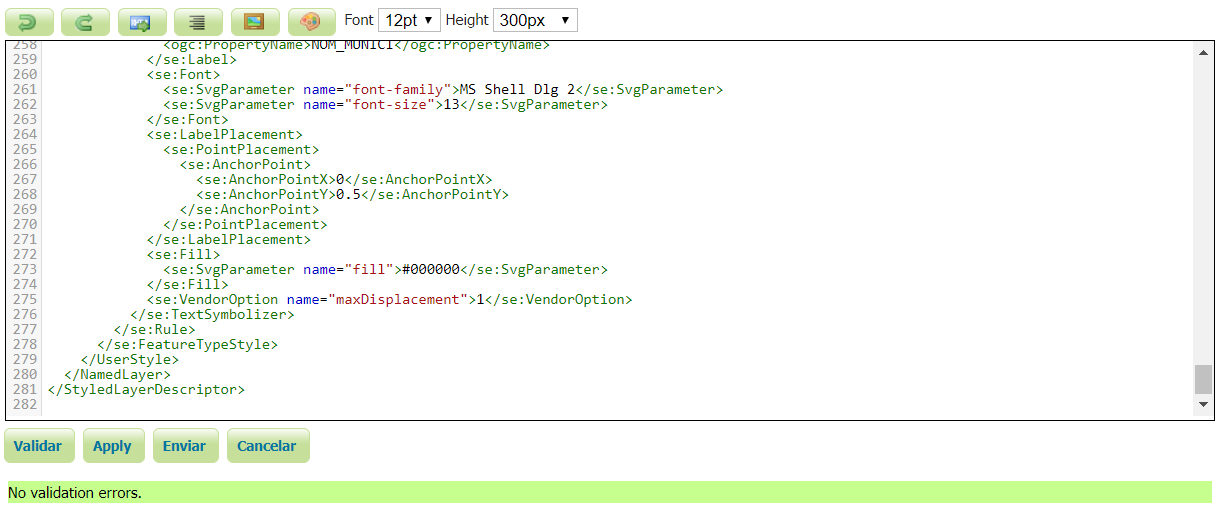 Font 12pt Height 300px
258 <ogc:PropertyName>NOM_MUNICI</ogc:PropertyName>
259 </se:Label>
260 <se:Font>
261 <se:SvgParameter name="font-family">MS Shell Dlg 2</se:SvgParameter>
262 <se:SvgParameter name="font-size">13</se:SvgParameter>
263 </se:Font>
264 <se:LabelPlacement>
265 <se:PointPlacement>
266 <se:AnchorPoint>
267 <se:AnchorPointX>0</se:AnchorPointX>
268 <se:AnchorPointY>0.5</se:AnchorPointY>
269 </se:AnchorPoint>
270 </se:PointPlacement>
271 </se:LabelPlacement>
272 <se:Fill>
273 <se:SvgParameter name="fill">#000000</se:SvgParameter>
274 </se:Fill>
275 <se:VendorOption name="maxDisplacement">1</se:VendorOption>
276 </se:TextSymbolizer>
277 </se:Rule>
278 </se:FeatureTypeStyle>
279 </UserStyle>
280 </NamedLayer>
281 </StyledLayerDescriptor>
282
Validar Apply Enviar Cancelar
No validation errors.